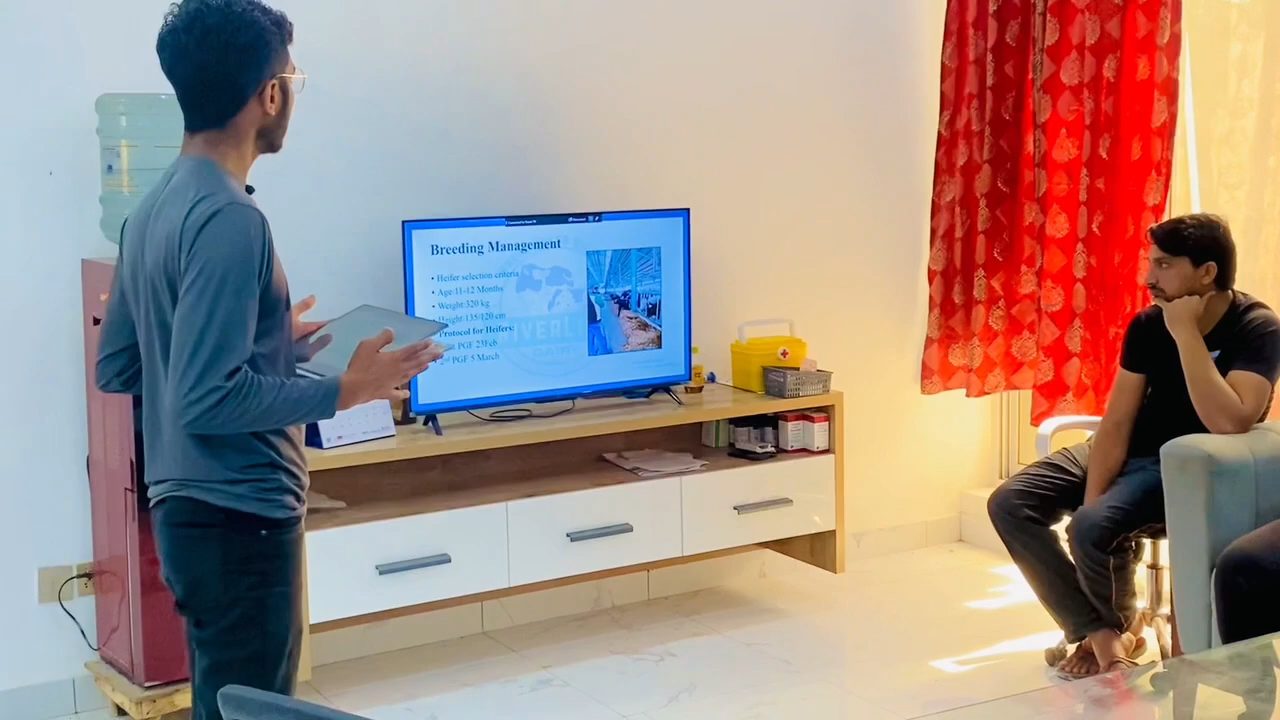 Breeding Management
• Heifer selection criteria
• Age 11-12 Months
• Weight 320 kg
• Height 135/120 cm
Protocol for Heifers:
PGF 23Feb
2nd PGF 5 March